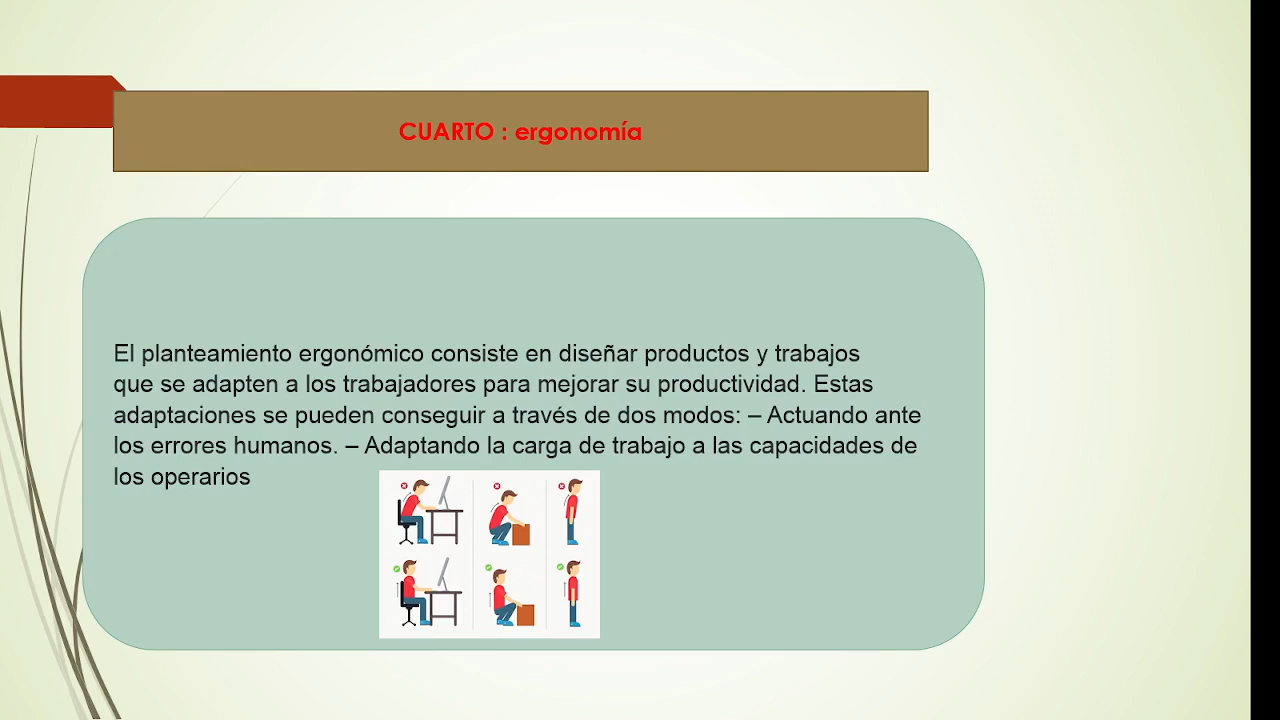 CUARTO : ergonomía
El planteamiento ergonómico consiste en diseñar productos y trabajos
que se adapten a los trabajadores para mejorar su productividad. Estas
adaptaciones se pueden conseguir a través de dos modos: – Actuando ante
los errores humanos. – Adaptando la carga de trabajo a las capacidades de
los operarios